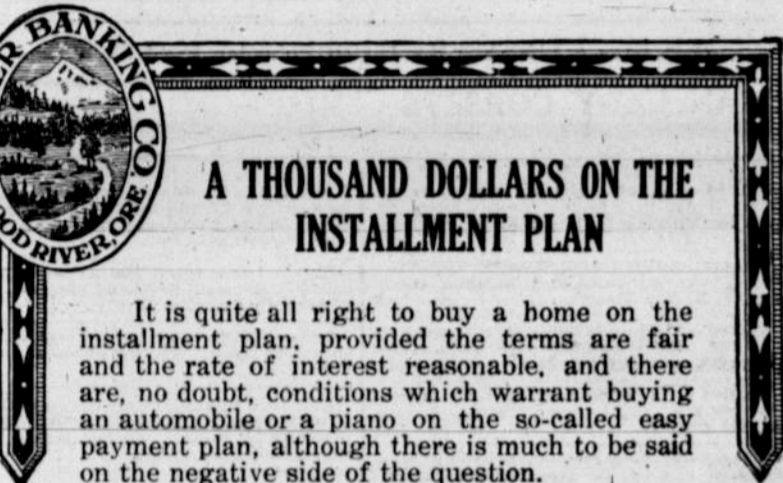 ER BANKING CO.
OOD RIVER, ORE.
A THOUSAND DOLLARS ON THE
INSTALLMENT PLAN
It is quite all right to buy a home on the
installment plan, provided the terms are fair
and the rate of interest reasonable, and there
are, no doubt, conditions which warrant buying
an automobile or a piano on the so-called easy
payment plan, although there is much to be said
on the negative side of the question.